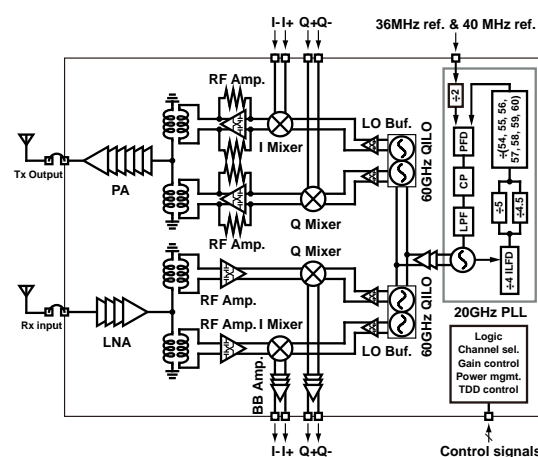 I- I+ Q+ Q-
36MHz ref. & 40 MHz ref.
RF Amp.
LO Buf.
I Mixer
Tx Output
PA
60GHz QILO
Q Mixer
RF Amp.
÷2
PFD
CP
LPF
÷(54, 55, 56,
57, 58, 59, 60)
÷5
÷4.5
÷4 ILFD
20GHz PLL
Q Mixer
RF Amp.
Rx input
LNA
RF Amp.
I Mixer
LO Buf.
60GHz QILO
BB Amp.
Logic
Channel sel.
Gain control
Power mgmt.
TDD control
I- I+ Q+ Q-
Control signals